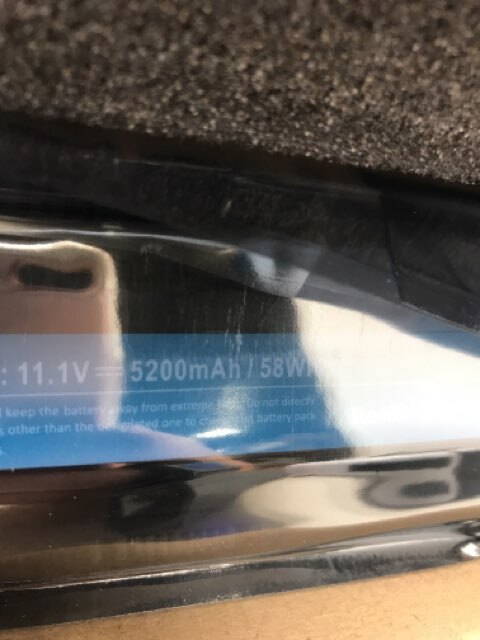 : 11.1V⎓5200mAh / 58W
keep the battery away from extreme Do not directly
other than the designated one to battery pack